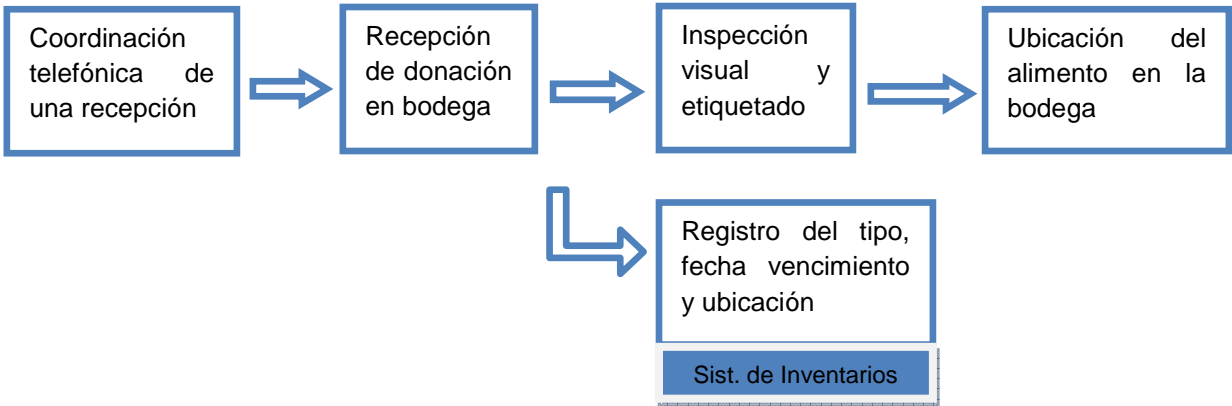 Coordinación
telefónica de
una recepción
Recepción
de donación
en bodega
Inspección
visual y
etiquetado
Ubicación del
alimento en la
bodega
Registro del tipo,
fecha vencimiento
y ubicación
Sist. de Inventarios